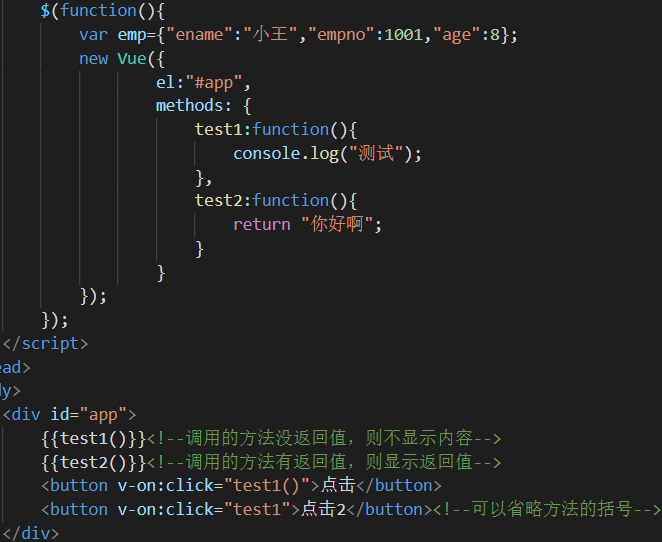 $(function(){
var emp={"ename":"小王","empno":1001,"age":8};
new Vue({
el:"#app",
methods: {
test1:function(){
console.log("测试");
},
test2:function(){
return "你好啊";
}
}
});
});
</script>
ead>
ly>
<div id="app">
{{test1()}}<!--调用的方法没返回值，则不显示内容-->
{{test2()}}<!--调用的方法有返回值，则显示返回值-->
<button v-on:click="test1()">点击</button>
<button v-on:click="test1">点击2</button><!--可以省略方法的括号-->
</div>